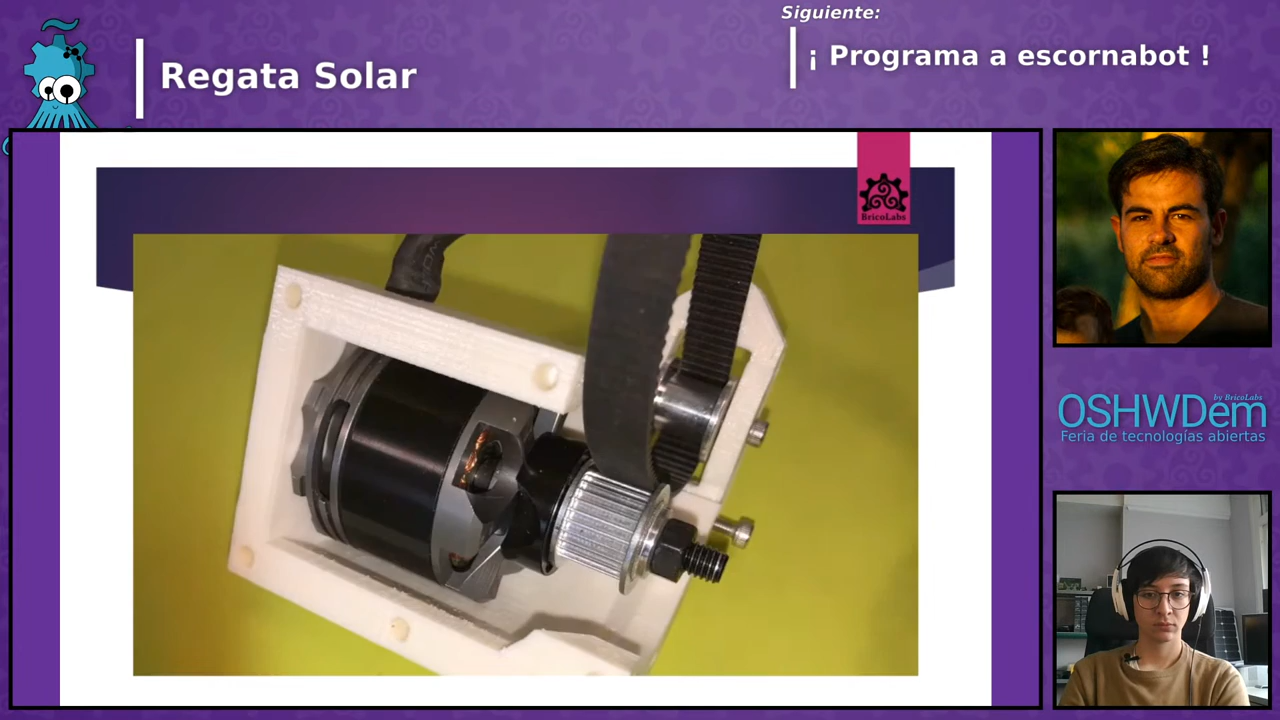 Siguiente:
Regata Solar
¡ Programa a escornabot !
BricoLabs
by BricoLabs
OSHWDem
Feria de tecnologías abiertas